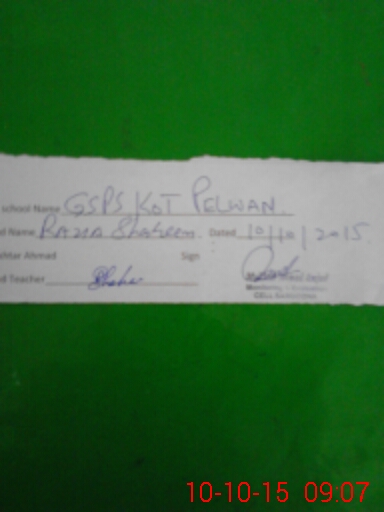 school Name GSPS KOT PELWAN.
d Name RAZIA Shaheen Dated 10/10/2015
htar Ahmad Sign
d Teacher
10-10-15 09:07